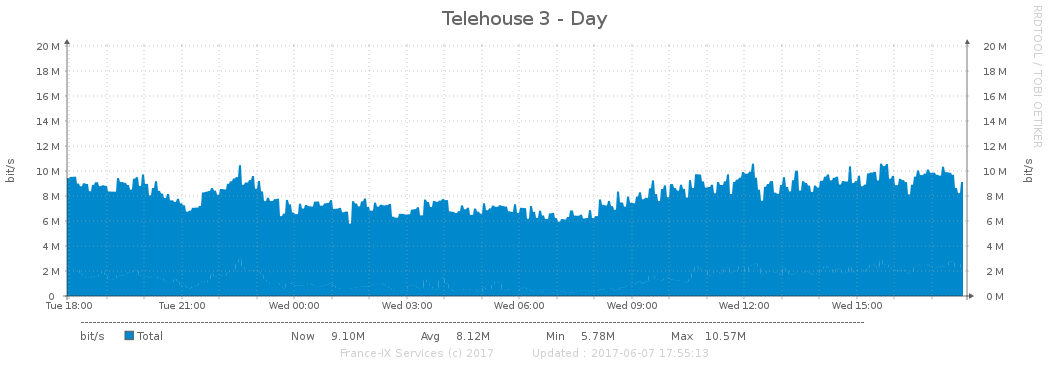 Telehouse 3 - Day
RRDTOOL / TOBI OETIKER
20 M 20 M
18 M 18 M
16 M 16 M
14 M 14 M
12 M 12 M
10 M 10 M
8 M 8 M
6 M 6 M
4 M 4 M
2 M 2 M
0 0 M
bit/s
bit/s
Tue 18:00 Tue 21:00 Wed 00:00 Wed 03:00 Wed 06:00 Wed 09:00 Wed 12:00 Wed 15:00
bit/s Total Now 9.10M Avg 8.12M Min 5.78M Max 10.57M
France-IX Services (c) 2017 Updated : 2017-06-07 17:55:13